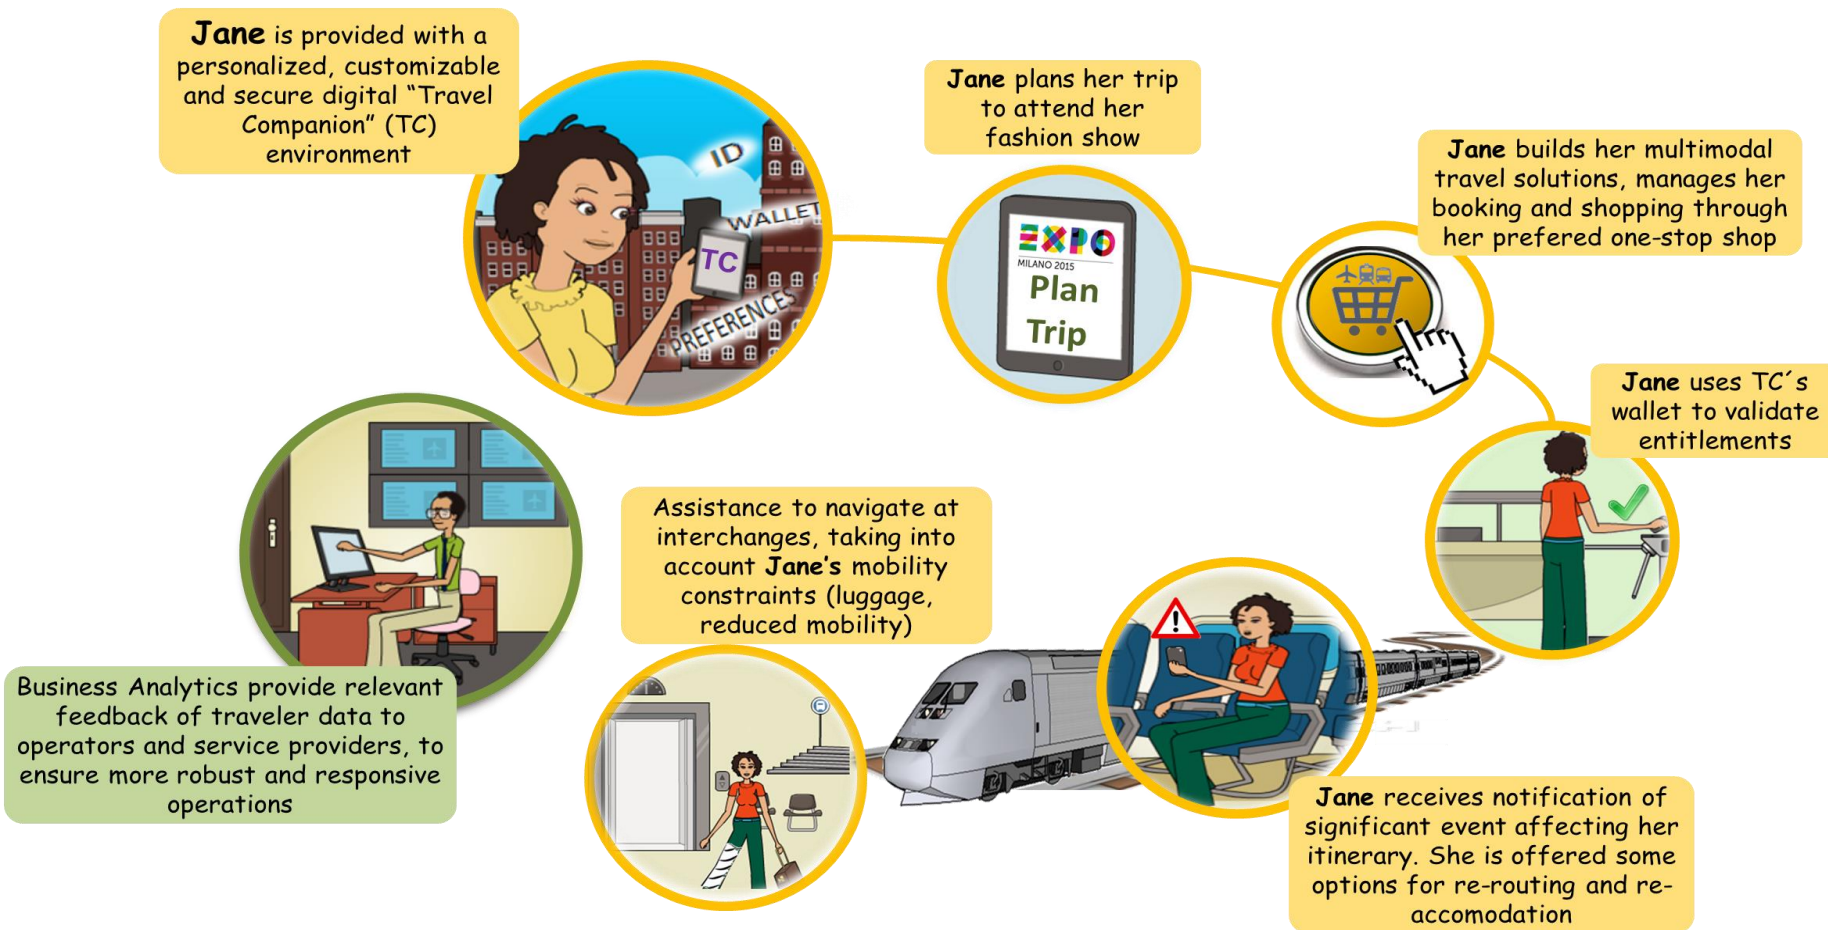 Jane is provided with a
personalized, customizable
and secure digital “Travel
Companion” (TC)
environment
ID
WALLET
TC
PREFERENCES
Jane plans her trip
to attend her
fashion show
EXPO
MILANO 2015
Plan
Trip
Jane builds her multimodal
travel solutions, manages her
booking and shopping through
her prefered one-stop shop
Jane uses TC´s
wallet to validate
entitlements
Jane receives notification of
significant event affecting her
itinerary. She is offered some
options for re-routing and re-
accomodation
Assistance to navigate at
interchanges, taking into
account Jane’s mobility
constraints (luggage,
reduced mobility)
Business Analytics provide relevant
feedback of traveler data to
operators and service providers, to
ensure more robust and responsive
operations